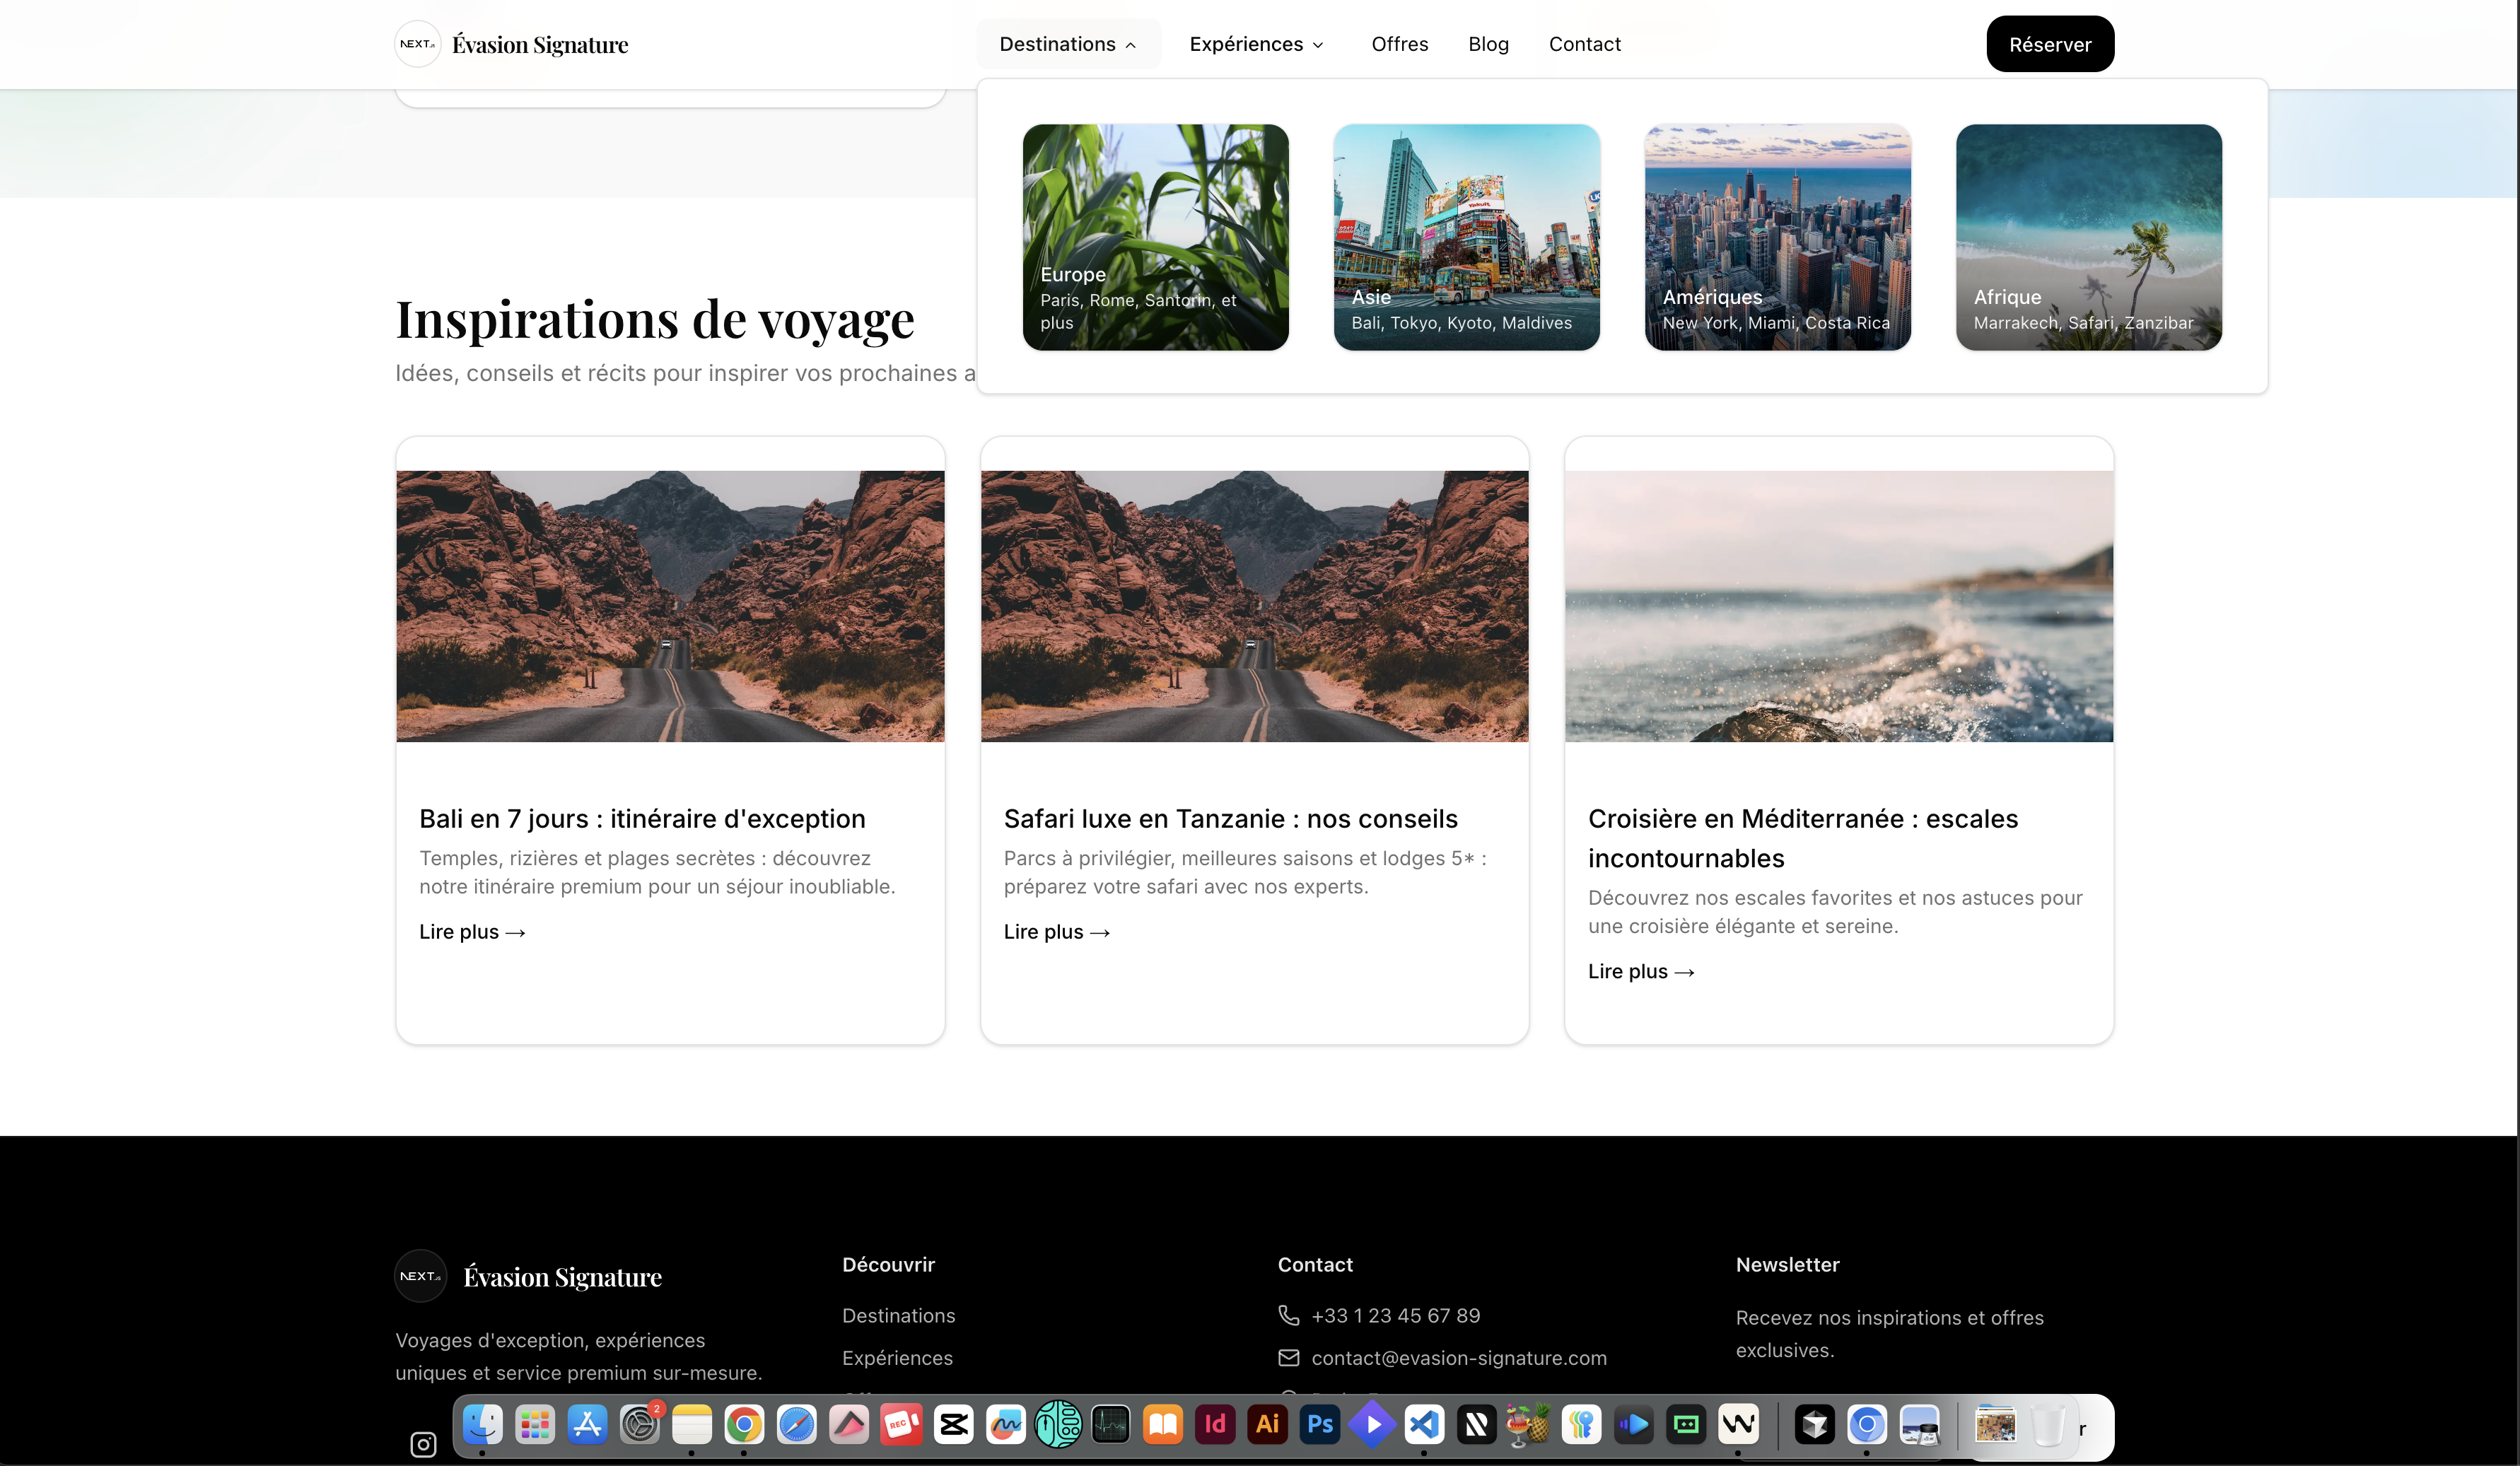 NEXT.JS
Évasion Signature
Destinations
Expériences
Offres
Blog
Contact
Réserver
Europe
Paris, Rome, Santorin, et
plus
Asie
Bali, Tokyo, Kyoto, Maldives
Amériques
New York, Miami, Costa Rica
Afrique
Marrakech, Safari, Zanzibar
Inspirations de voyage
Idées, conseils et récits pour inspirer vos prochaines a
Bali en 7 jours : itinéraire d'exception
Temples, rizières et plages secrètes : découvrez
notre itinéraire premium pour un séjour inoubliable.
Lire plus →
Safari luxe en Tanzanie : nos conseils
Parcs à privilégier, meilleures saisons et lodges 5* :
préparez votre safari avec nos experts.
Lire plus →
Croisière en Méditerranée : escales
incontournables
Découvrez nos escales favorites et nos astuces pour
une croisière élégante et sereine.
Lire plus →
NEXT.JS
Évasion Signature
Voyages d'exception, expériences
uniques et service premium sur-mesure.
Découvrir
Destinations
Expériences
Contact
+33 1 23 45 67 89
contact@evasion-signature.com
Newsletter
Recevez nos inspirations et offres
exclusives.
2
REC
Id
Ai
Ps
r